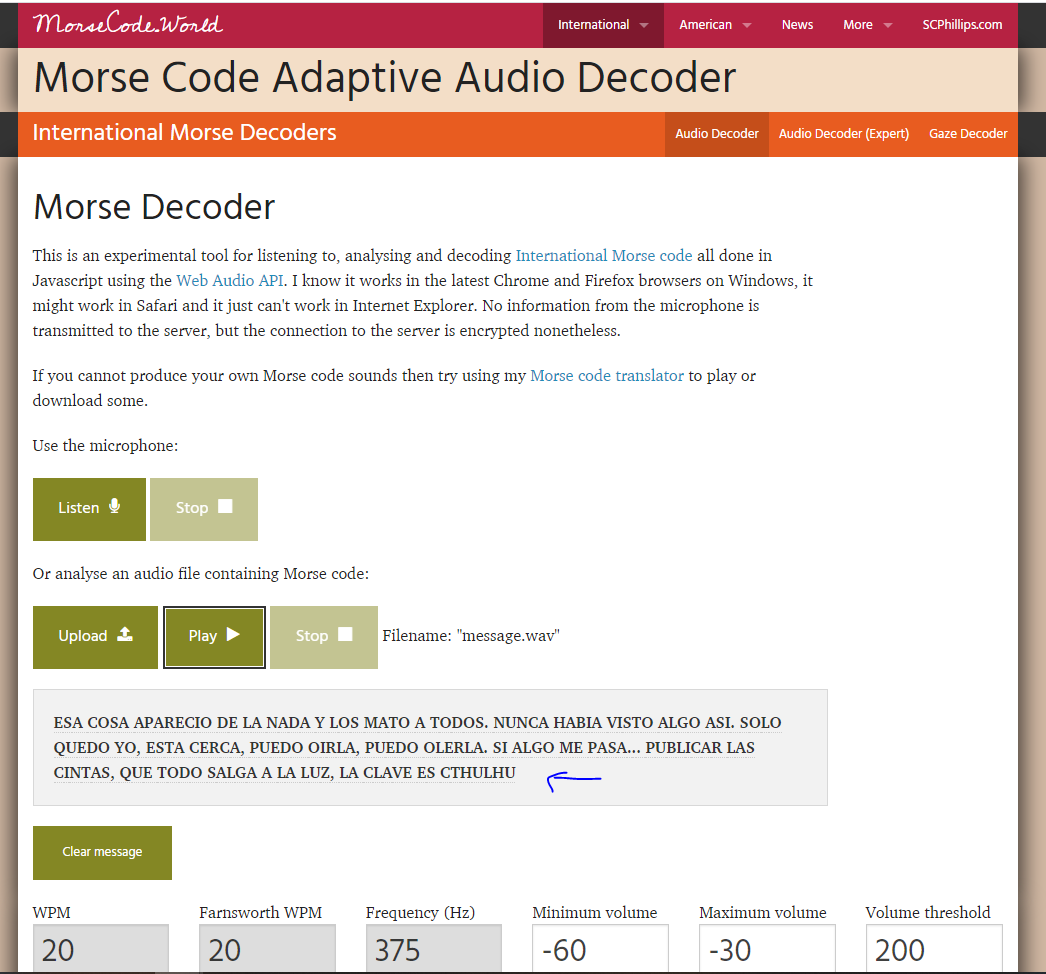 MorseCode.World International American News More SCPhillips.com
Morse Code Adaptive Audio Decoder
International Morse Decoders Audio Decoder Audio Decoder (Expert) Gaze Decoder
Morse Decoder
This is an experimental tool for listening to, analysing and decoding International Morse code all done in
Javascript using the Web Audio API. I know it works in the latest Chrome and Firefox browsers on Windows, it
might work in Safari and it just can't work in Internet Explorer. No information from the microphone is
transmitted to the server, but the connection to the server is encrypted nonetheless.
If you cannot produce your own Morse code sounds then try using my Morse code translator to play or
download some.
Use the microphone:
Listen Stop
Or analyse an audio file containing Morse code:
Upload Play Stop Filename: "message.wav"
ESA COSA APARECIO DE LA NADA Y LOS MATO A TODOS. NUNCA HABIA VISTO ALGO ASI. SOLO
QUEDO YO, ESTA CERCA, PUEDO OIRLA, PUEDO OLERLA. SI ALGO ME PASA... PUBLICAR LAS
CINTAS, QUE TODO SALGA A LA LUZ, LA CLAVE ES CTHULHU
Clear message
WPM Farnsworth WPM Frequency (Hz) Minimum volume Maximum volume Volume threshold
20 20 375 -60 -30 200